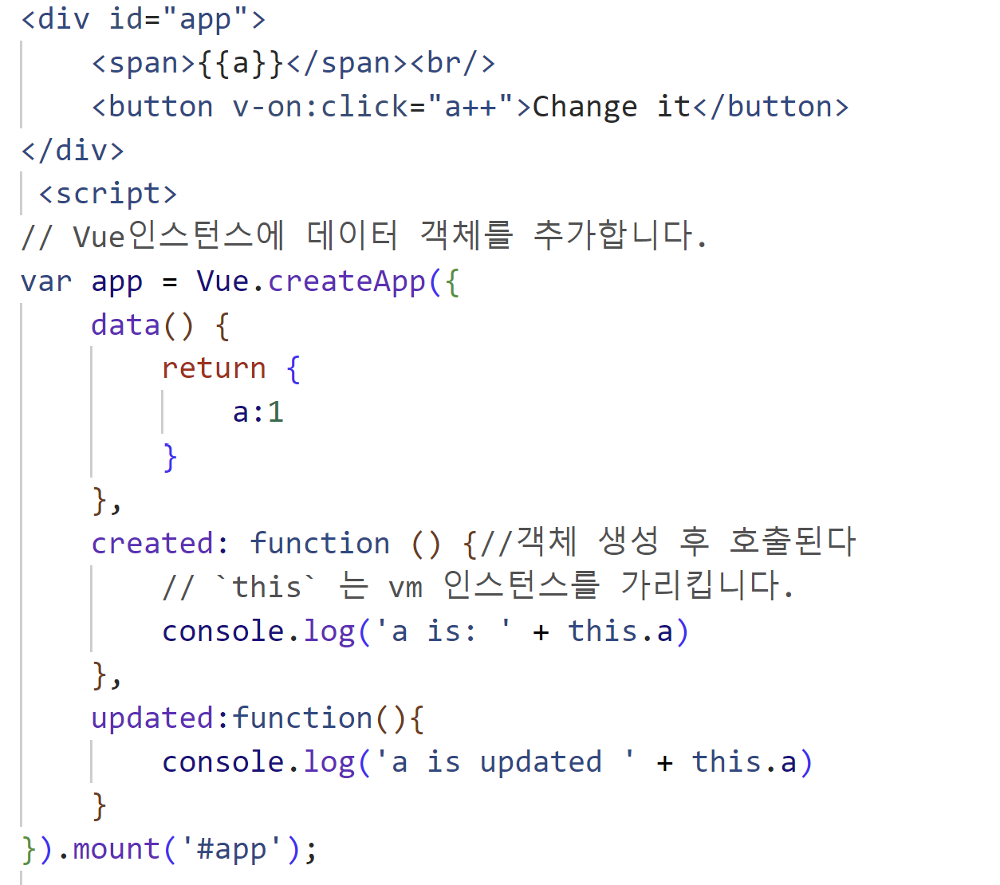 <div id="app">
    <span>{{a}}</span><br/>
    <button v-on:click="a++">Change it</button>
</div>
 <script>
// Vue인스턴스에 데이터 객체를 추가합니다.
var app = Vue.createApp({
    data() {
        return {
            a:1
        }
    },
    created: function () {//객체 생성 후 호출된다
        // `this` 는 vm 인스턴스를 가리킵니다.
        console.log('a is: ' + this.a)
    },
    updated:function(){
        console.log('a is updated ' + this.a)
    }
}).mount('#app');